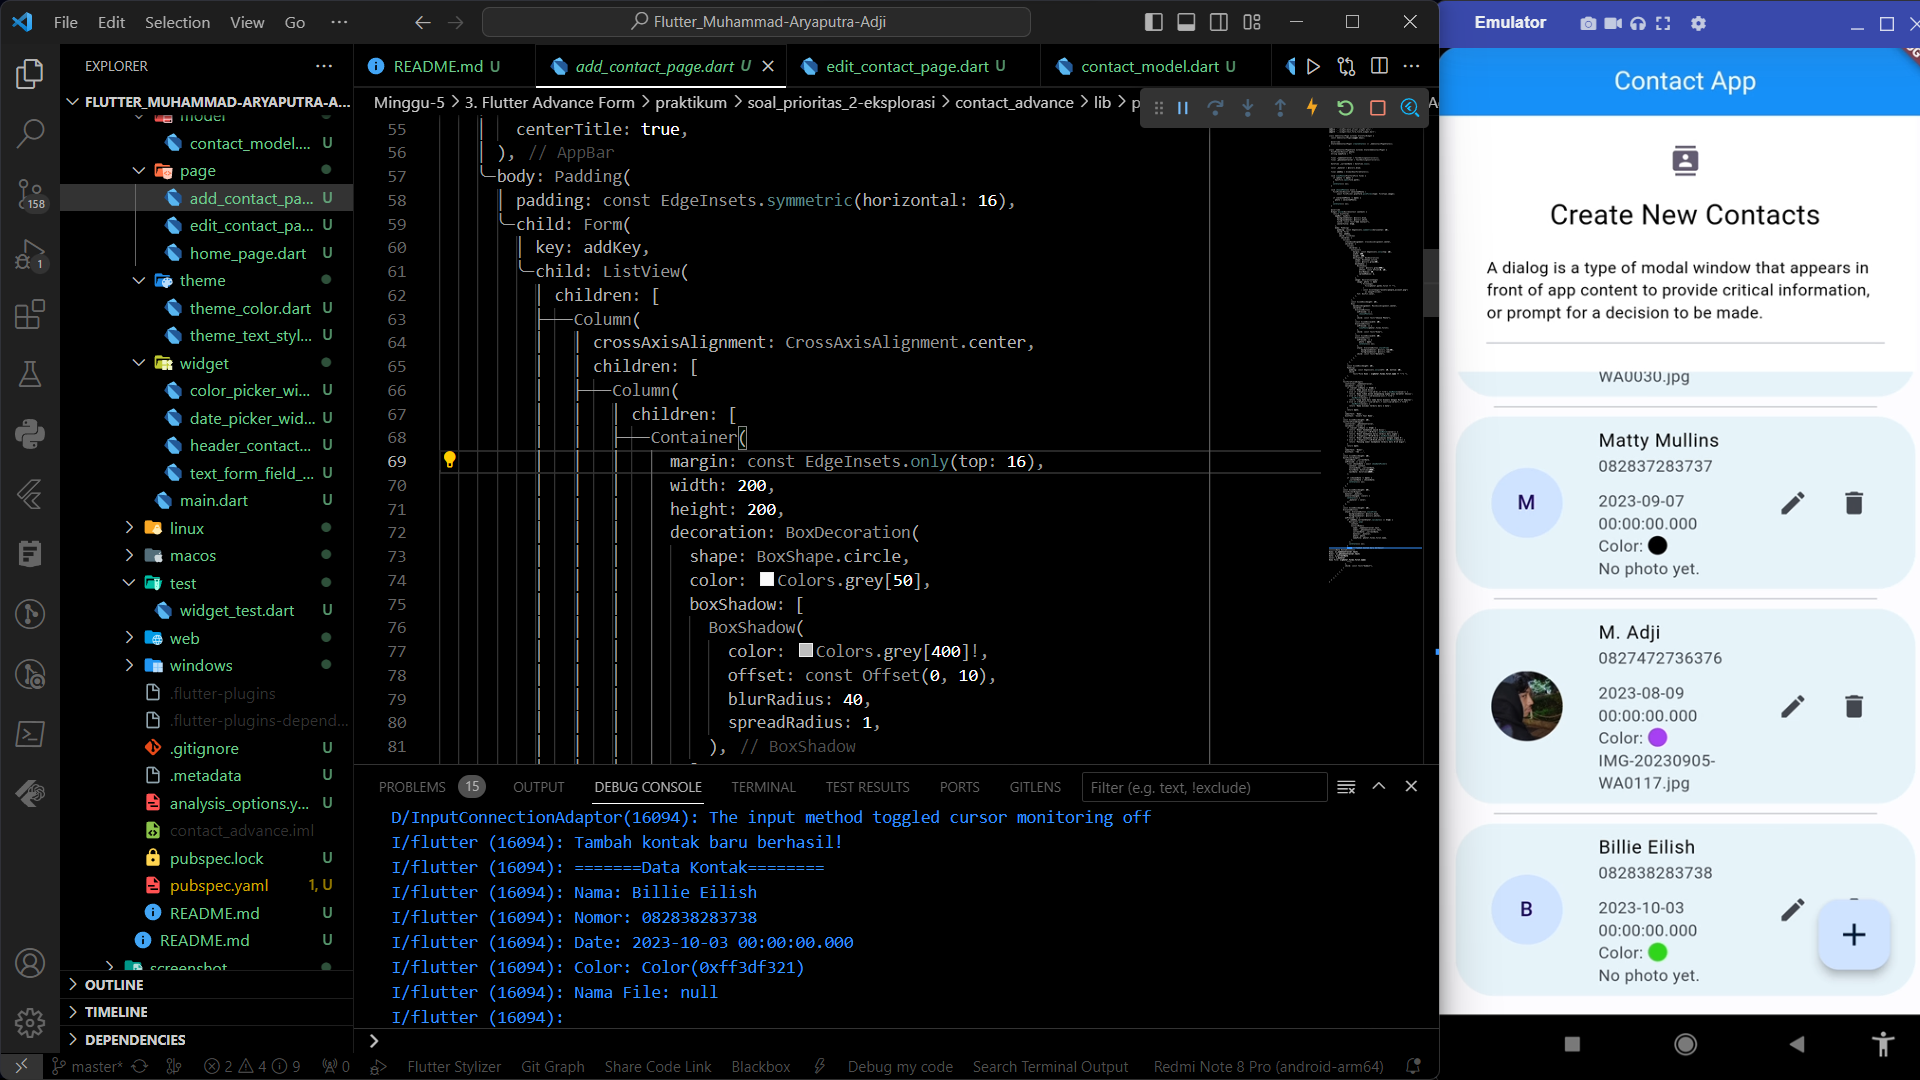 File Edit Selection View Go ···
Flutter_Muhammad-Aryaputra-Adji
EXPLORER ···
FLUTTER_MUHAMMAD-ARYAPUTRA-A...
model
contact_model.... U
page
add_contact_pa... U
edit_contact_pa... U
home_page.dart U
theme
theme_color.dart U
theme_text_styl... U
widget
color_picker_wi... U
date_picker_wid... U
header_contact... U
text_form_field_... U
main.dart U
linux
macos
test
widget_test.dart U
web
windows
.flutter-plugins
.flutter-plugins-depend...
.gitignore U
.metadata U
analysis_options.y... U
contact_advance.iml
pubspec.lock U
pubspec.yaml 1, U
README.md U
README.md U
screenshot
OUTLINE
TIMELINE
DEPENDENCIES
158
1
README.md U
add_contact_page.dart U
edit_contact_page.dart U
contact_model.dart U
Minggu-5 > 3. Flutter Advance Form > praktikum > soal_prioritas_2-eksplorasi > contact_advance > lib > p
55 centerTitle: true,
56 ), // AppBar
57 body: Padding(
58 padding: const EdgeInsets.symmetric(horizontal: 16),
59 child: Form(
60 key: addKey,
61 child: ListView(
62 children: [
63 Column(
64 crossAxisAlignment: CrossAxisAlignment.center,
65 children: [
66 Column(
67 children: [
68 Container(
69 margin: const EdgeInsets.only(top: 16),
70 width: 200,
71 height: 200,
72 decoration: BoxDecoration(
73 shape: BoxShape.circle,
74 color: Colors.grey[50],
75 boxShadow: [
76 BoxShadow(
77 color: Colors.grey[400]!,
78 offset: const Offset(0, 10),
79 blurRadius: 40,
80 spreadRadius: 1,
81 ), // BoxShadow
PROBLEMS 15 OUTPUT DEBUG CONSOLE TERMINAL TEST RESULTS PORTS GITLENS Filter (e.g. text, !exclude)
D/InputConnectionAdaptor(16094): The input method toggled cursor monitoring off
I/flutter (16094): Tambah kontak baru berhasil!
I/flutter (16094): =======Data Kontak========
I/flutter (16094): Nama: Billie Eilish
I/flutter (16094): Nomor: 082838283738
I/flutter (16094): Date: 2023-10-03 00:00:00.000
I/flutter (16094): Color: Color(0xff3df321)
I/flutter (16094): Nama File: null
I/flutter (16094):
master* 2 4 9 0 Flutter Stylizer Git Graph Share Code Link Blackbox Debug my code Search Terminal Output Redmi Note 8 Pro (android-arm64)
Emulator
Contact App
Create New Contacts
A dialog is a type of modal window that appears in
front of app content to provide critical information,
or prompt for a decision to be made.
WA0030.jpg
Matty Mullins
082837283737
M
2023-09-07
00:00:00.000
Color:
No photo yet.
M. Adji
0827472736376
2023-08-09
00:00:00.000
Color:
IMG-20230905-
WA0117.jpg
Billie Eilish
082838283738
B
2023-10-03
00:00:00.000
Color:
No photo yet.
+